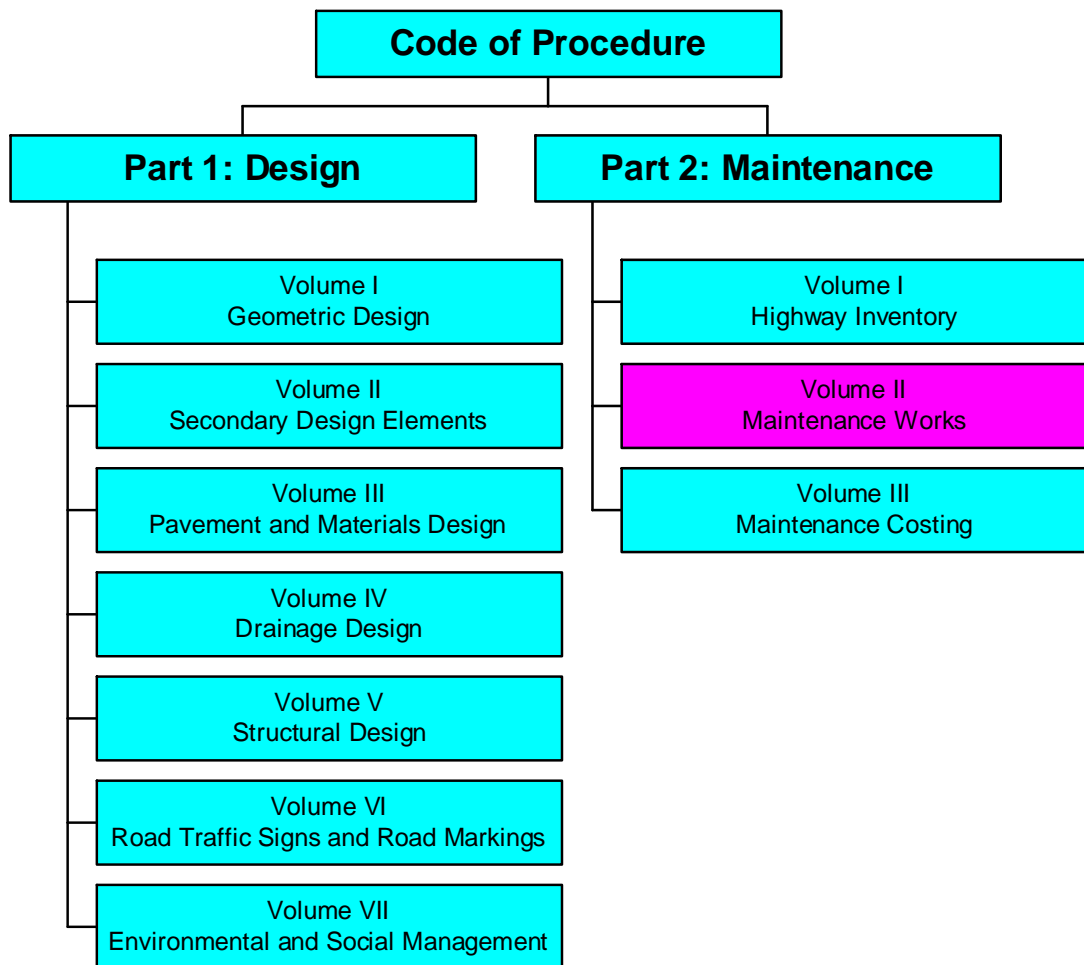 Code of Procedure
Part 1: Design
Volume I
Geometric Design
Volume II
Secondary Design Elements
Volume III
Pavement and Materials Design
Volume IV
Drainage Design
Volume V
Structural Design
Volume VI
Road Traffic Signs and Road Markings
Volume VII
Environmental and Social Management
Part 2: Maintenance
Volume I
Highway Inventory
Volume II
Maintenance Works
Volume III
Maintenance Costing